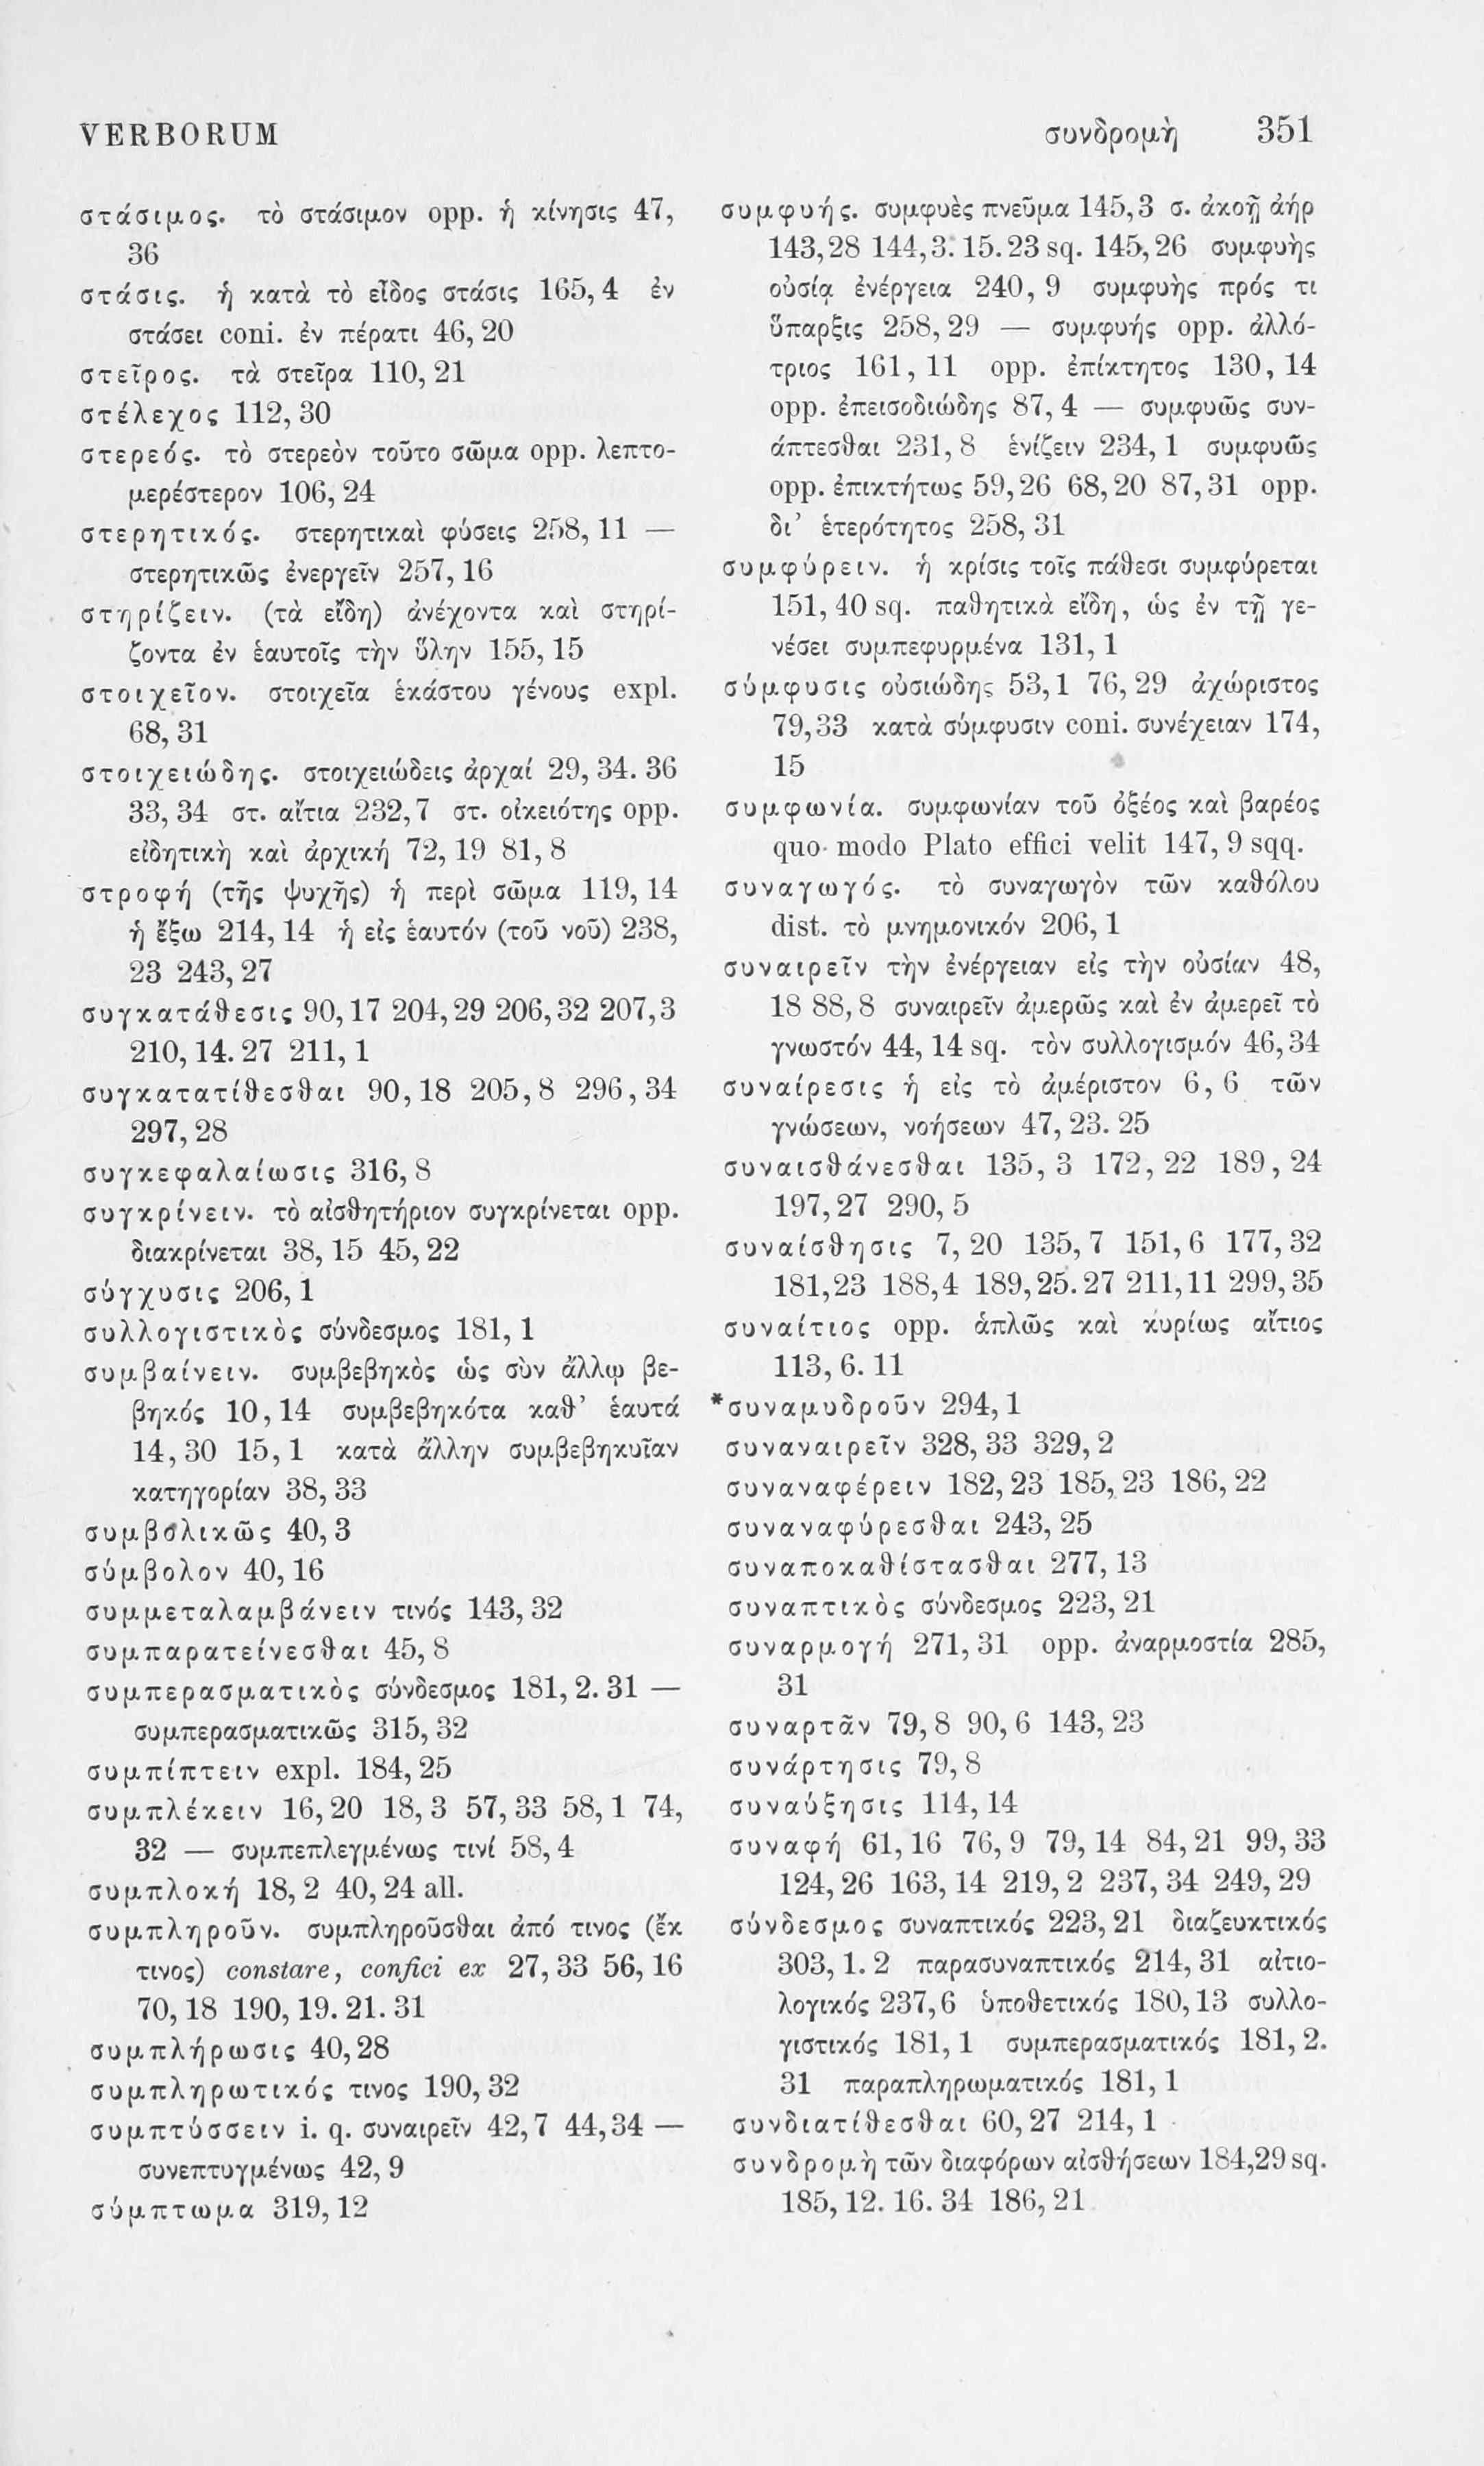 VERBORUM συνδρομὴ 351
στάσιμος. τὸ στάσιμον opp. ἡ κίνησις 47,
36
στάσις. ἡ κατὰ τὸ εἶδος στάσις 165, 4 ἐν
στάσει coni. ἐν πέρατι 46, 20
στεῖρος. τὰ στεῖρα 110, 21
στέλεχος 112, 30
στερεός. τὸ στερεὸν τοῦτο σῶμα opp. λεπτο-
μερέστερον 106, 24
στερητικός. στερητικαὶ φύσεις 258, 11 —
στερητικῶς ἐνεργεῖν 257, 16
στηρίζειν. (τὰ εἴδη) ἀνέχοντα καὶ στηρί-
ζοντα ἐν ἑαυτοῖς τὴν ὕλην 155, 15
στοιχεῖον. στοιχεῖα ἑκάστου γένους expl.
68, 31
στοιχειώδης. στοιχειώδεις ἀρχαί 29, 34. 36
33, 34 στ. αἴτια 232, 7 στ. οἰκειότης opp.
εἰδητικὴ καὶ ἀρχική 72, 19 81, 8
στροφή (τῆς ψυχῆς) ἡ περὶ σῶμα 119, 14
ἡ ἔξω 214, 14 ἡ εἰς ἑαυτόν (τοῦ νοῦ) 238,
23 243, 27
συγκατάθεσις 90, 17 204, 29 206, 32 207, 3
210, 14. 27 211, 1
συγκατατίθεσθαι 90, 18 205, 8 296, 34
297, 28
συγκεφαλαίωσις 316, 8
συγκρίνειν. τὸ αἰσθητήριον συγκρίνεται opp.
διακρίνεται 38, 15 45, 22
σύγχυσις 206, 1
συλλογιστικὸς σύνδεσμος 181, 1
συμβαίνειν. συμβεβηκὸς ὡς σὺν ἄλλῳ βε-
βηκός 10, 14 συμβεβηκότα καθ’ ἑαυτά
14, 30 15, 1 κατὰ ἄλλην συμβεβηκυῖαν
κατηγορίαν 38, 33
συμβολικῶς 40, 3
σύμβολον 40, 16
συμμεταλαμβάνειν τινός 143, 32
συμπαρατείνεσθαι 45, 8
συμπερασματικὸς σύνδεσμος 181, 2. 31 —
συμπερασματικῶς 315, 32
συμπίπτειν expl. 184, 25
συμπλέκειν 16, 20 18, 3 57, 33 58, 1 74,
32 — συμπεπλεγμένως τινί 58, 4
συμπλοκή 18, 2 40, 24 all.
συμπληροῦν. συμπληροῦσθαι ἀπό τινος (ἔκ
τινος) constare, confici ex 27, 33 56, 16
70, 18 190, 19. 21. 31
συμπλήρωσις 40, 28
συμπληρωτικός τινος 190, 32
συμπτύσσειν i. q. συναιρεῖν 42, 7 44, 34 —
συνεπτυγμένως 42, 9
σύμπτωμα 319, 12
συμφυής. συμφυὲς πνεῦμα 145, 3 σ. ἀκοῇ ἀήρ
143, 28 144, 3. 15. 23 sq. 145, 26 συμφυὴς
οὐσίᾳ ἐνέργεια 240, 9 συμφυὴς πρός τι
ὕπαρξις 258, 29 — συμφυής opp. ἀλλό-
τριος 161, 11 opp. ἐπίκτητος 130, 14
opp. ἐπεισοδιώδης 87, 4 — συμφυῶς συν-
άπτεσθαι 231, 8 ἑνίζειν 234, 1 συμφυῶς
opp. ἐπικτήτως 59, 26 68, 20 87, 31 opp.
δι’ ἑτερότητος 258, 31
συμφύρειν. ἡ κρίσις τοῖς πάθεσι συμφύρεται
151, 40 sq. παθητικὰ εἴδη, ὡς ἐν τῇ γε-
νέσει συμπεφυρμένα 131, 1
σύμφυσις οὐσιώδης 53, 1 76, 29 ἀχώριστος
79, 33 κατὰ σύμφυσιν coni. συνέχειαν 174,
15
συμφωνία. συμφωνίαν τοῦ ὀξέος καὶ βαρέος
quo modo Plato effici velit 147, 9 sqq.
συναγωγός. τὸ συναγωγὸν τῶν καθόλου
dist. τὸ μνημονικόν 206, 1
συναιρεῖν τὴν ἐνέργειαν εἰς τὴν οὐσίαν 48,
18 88, 8 συναιρεῖν ἀμερῶς καὶ ἐν ἀμερεῖ τὸ
γνωστόν 44, 14 sq. τὸν συλλογισμόν 46, 34
συναίρεσις ἡ εἰς τὸ ἀμέριστον 6, 6 τῶν
γνώσεων, νοήσεων 47, 23. 25
συναισθάνεσθαι 135, 3 172, 22 189, 24
197, 27 290, 5
συναίσθησις 7, 20 135, 7 151, 6 177, 32
181, 23 188, 4 189, 25. 27 211, 11 299, 35
συναίτιος opp. ἁπλῶς καὶ κυρίως αἴτιος
113, 6. 11
*συναμυδροῦν 294, 1
συναναιρεῖν 328, 33 329, 2
συναναφέρειν 182, 23 185, 23 186, 22
συναναφύρεσθαι 243, 25
συναποκαθίστασθαι 277, 13
συναπτικὸς σύνδεσμος 223, 21
συναρμογή 271, 31 opp. ἀναρμοστία 285,
31
συναρτᾶν 79, 8 90, 6 143, 23
συνάρτησις 79, 8
συναύξησις 114, 14
συναφή 61, 16 76, 9 79, 14 84, 21 99, 33
124, 26 163, 14 219, 2 237, 34 249, 29
σύνδεσμος συναπτικός 223, 21 διαζευκτικός
303, 1. 2 παρασυναπτικός 214, 31 αἰτιο-
λογικός 237, 6 ὑποθετικός 180, 13 συλλο-
γιστικός 181, 1 συμπερασματικός 181, 2.
31 παραπληρωματικός 181, 1
συνδιατίθεσθαι 60, 27 214, 1
συνδρομὴ τῶν διαφόρων αἰσθήσεων 184, 29 sq.
185, 12. 16. 34 186, 21